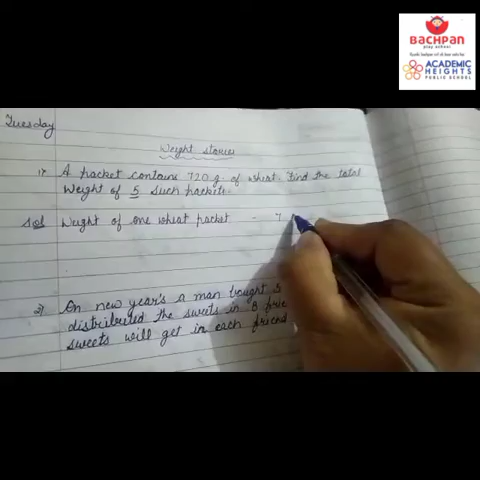 BACHPAN
play school
ACADEMIC
HEIGHTS
PUBLIC SCHOOL
Tuesday
Weight stories
1) A packet contains 720 g of wheat. Find the total
Weight of 5 such packets.
Sol Weight of one wheat packet - 7
2) On new year's a man bought 5
distributed the sweets in 8 frie
sweets will get in each friend